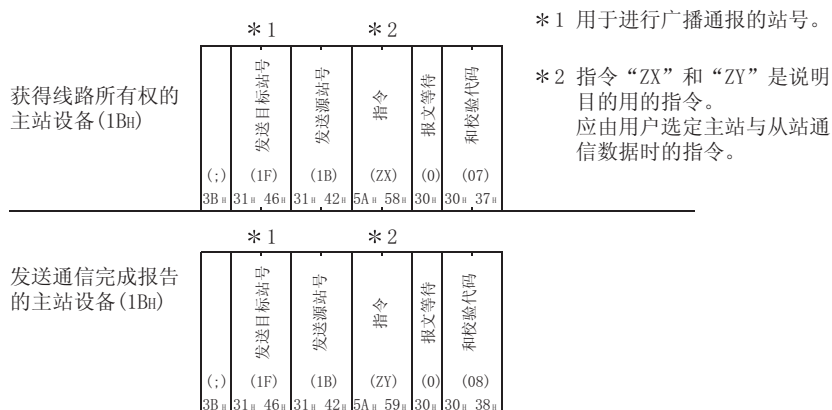 ＊1 ＊2
获得线路所有权的
主站设备(1BH)
发送目标站号
发送源站号
指令
报文等待
和校验代码
(;) (1F) (1B) (ZX) (0) (07)
3BH 31H 46H 31H 42H 5AH 58H 30H 30H 37H
＊1 用于进行广播通报的站号。
＊2 指令“ZX”和“ZY”是说明
目的用的指令。
应由用户选定主站与从站通
信数据时的指令。
＊1 ＊2
发送通信完成报告
的主站设备(1BH)
发送目标站号
发送源站号
指令
报文等待
和校验代码
(;) (1F) (1B) (ZY) (0) (08)
3BH 31H 46H 31H 42H 5AH 59H 30H 30H 38H